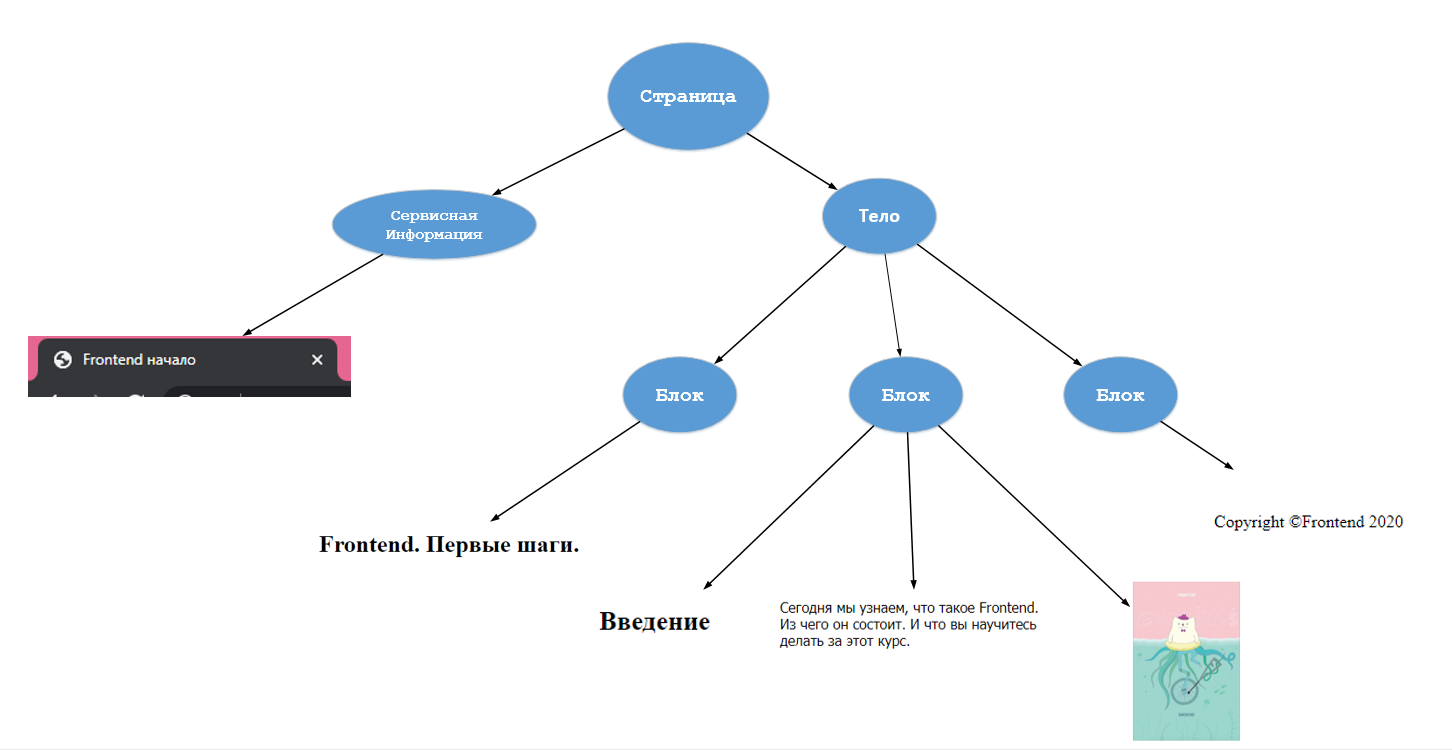 Страница
Сервисная
Информация
Тело
Frontend начало
Блок
Блок
Блок
Frontend. Первые шаги.
Copyright ©Frontend 2020
Введение
Сегодня мы узнаем, что такое Frontend.
Из чего он состоит. И что вы научитесь
делать за этот курс.